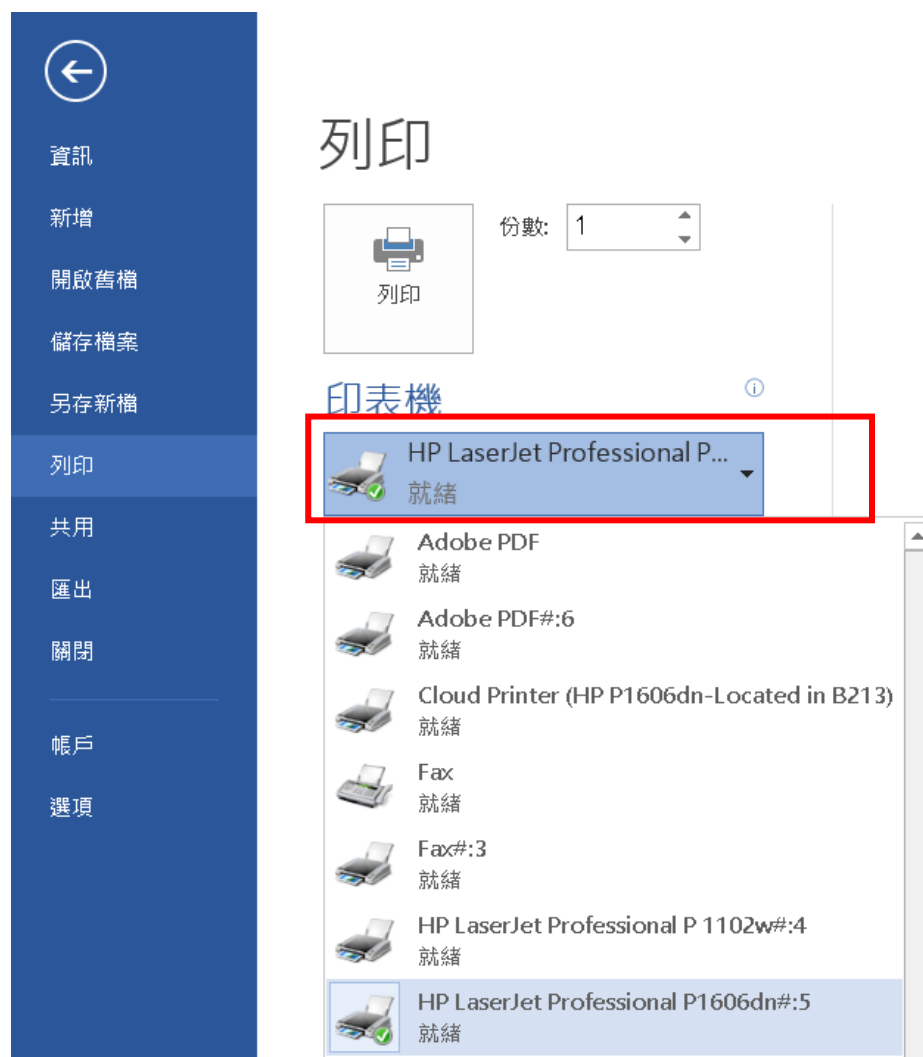 資訊
新增
開啟舊檔
儲存檔案
另存新檔
列印
共用
匯出
關閉
帳戶
選項
列印
列印
份數: 1
印表機
HP LaserJet Professional P...
就緒
Adobe PDF
就緒
Adobe PDF#:6
就緒
Cloud Printer (HP P1606dn-Located in B213)
就緒
Fax
就緒
Fax#:3
就緒
HP LaserJet Professional P 1102w#:4
就緒
HP LaserJet Professional P1606dn#:5
就緒